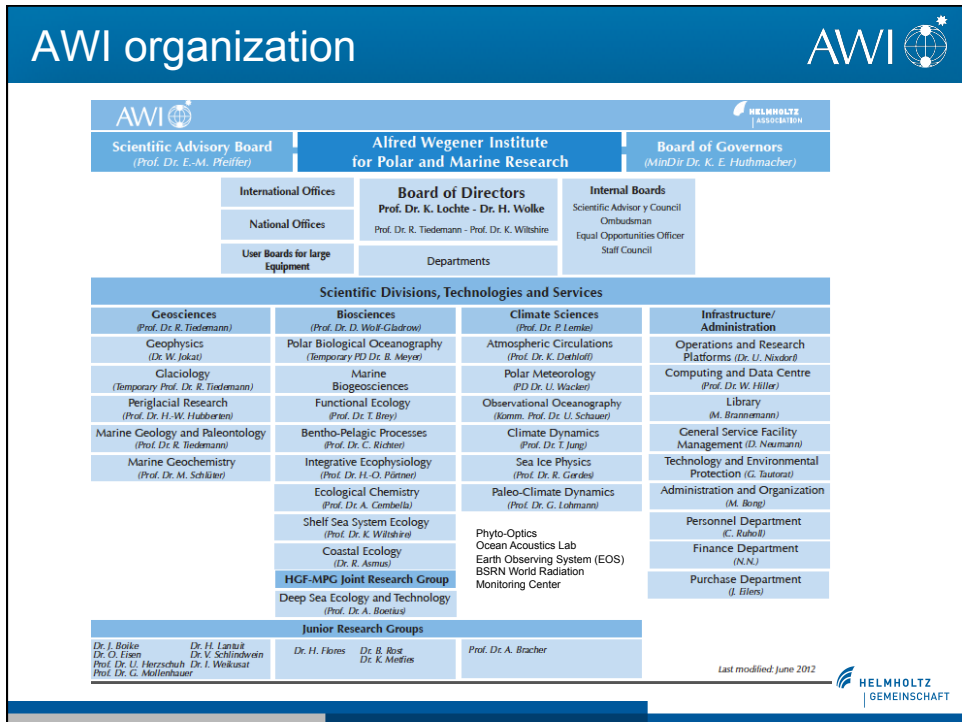 AWI organization
AWI
AWI
HELMHOLTZ
ASSOCIATION
Scientific Advisory Board
(Prof. Dr. E.-M. Pfeiffer)
Alfred Wegener Institute
for Polar and Marine Research
Board of Governors
(MinDir Dr. K. E. Huthmacher)
International Offices
National Offices
User Boards for large
Equipment
Board of Directors
Prof. Dr. K. Lochte - Dr. H. Wolke
Prof. Dr. R. Tiedemann - Prof. Dr. K. Wiltshire
Departments
Internal Boards
Scientific Advisor y Council
Ombudsman
Equal Opportunities Officer
Staff Council
Scientific Divisions, Technologies and Services
Geosciences
(Prof. Dr. R. Tiedemann)
Geophysics
(Dr. W. Jokat)
Glaciology
(Temporary Prof. Dr. R. Tiedemann)
Periglacial Research
(Prof. Dr. H.-W. Hubberten)
Marine Geology and Paleontology
(Prof. Dr. R. Tiedemann)
Marine Geochemistry
(Prof. Dr. M. Schlüter)
Biosciences
(Prof. Dr. D. Wolf-Gladrow)
Polar Biological Oceanography
(Temporary PD Dr. B. Meyer)
Marine
Biogeosciences
Functional Ecology
(Prof. Dr. T. Brey)
Bentho-Pelagic Processes
(Prof. Dr. C. Richter)
Integrative Ecophysiology
(Prof. Dr. H.-O. Pörtner)
Ecological Chemistry
(Prof. Dr. A. Cembella)
Shelf Sea System Ecology
(Prof. Dr. K. Wiltshire)
Coastal Ecology
(Dr. R. Asmus)
HGF-MPG Joint Research Group
Deep Sea Ecology and Technology
(Prof. Dr. A. Boetius)
Climate Sciences
(Prof. Dr. P. Lemke)
Atmospheric Circulations
(Prof. Dr. K. Dethloff)
Polar Meteorology
(PD Dr. U. Wacker)
Observational Oceanography
(Komm. Prof. Dr. U. Schauer)
Climate Dynamics
(Prof. Dr. T. Jung)
Sea Ice Physics
(Prof. Dr. R. Gerdes)
Paleo-Climate Dynamics
(Prof. Dr. G. Lohmann)
Phyto-Optics
Ocean Acoustics Lab
Earth Observing System (EOS)
BSRN World Radiation
Monitoring Center
Infrastructure/
Administration
Operations and Research
Platforms (Dr. U. Nixdorf)
Computing and Data Centre
(Prof. Dr. W. Hiller)
Library
(M. Brannemann)
General Service Facility
Management (D. Neumann)
Technology and Environmental
Protection (G. Tautorat)
Administration and Organization
(M. Bong)
Personnel Department
(C. Ruholl)
Finance Department
(N.N.)
Purchase Department
(J. Eilers)
Junior Research Groups
Dr. J. Boike Dr. H. Lantuit
Dr. O. Eisen Dr. V. Schlindwein
Prof. Dr. U. Herzschuh Dr. I. Weikusat
Prof. Dr. G. Mollenhauer
Dr. H. Flores Dr. B. Rost
Dr. K. Metfies
Prof. Dr. A. Bracher
Last modified: June 2012
HELMHOLTZ
GEMEINSCHAFT